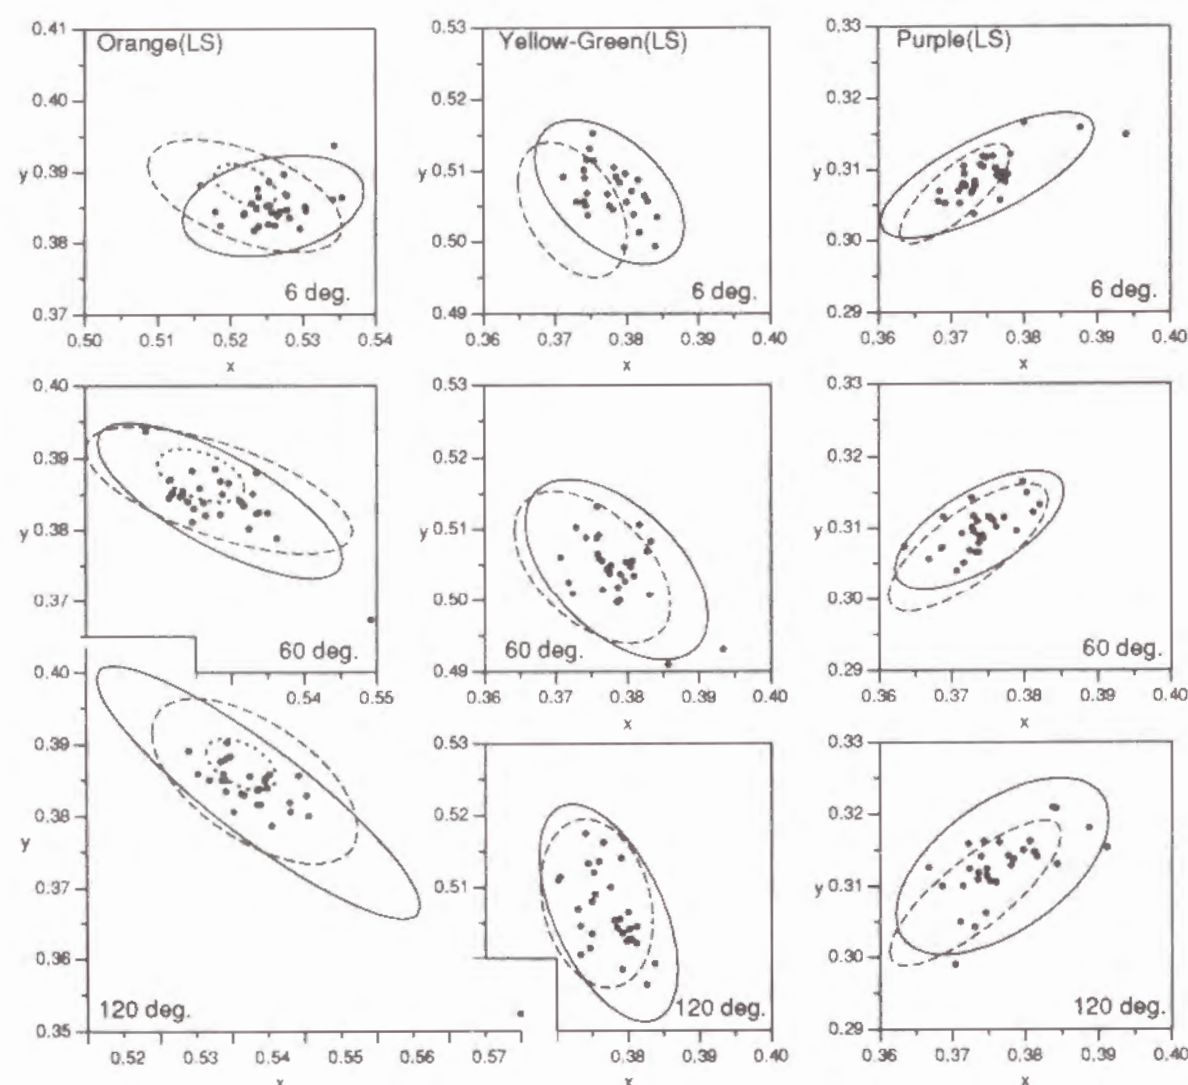 0.41
Orange(LS)
0.40
y 0.39
0.38
6 deg.
0.37
0.50 0.51 0.52 0.53 0.54
x
0.53
Yellow-Green(LS)
0.52
y 0.51
0.50
6 deg.
0.49
0.36 0.37 0.38 0.39 0.40
x
0.33
Purple(LS)
0.32
y 0.31
0.30
6 deg.
0.29
0.36 0.37 0.38 0.39 0.40
x
0.40
0.39
y 0.38
0.37
60 deg.
0.54 0.55
0.53
0.52
y 0.51
0.50
60 deg.
0.49
0.36 0.37 0.38 0.39 0.40
x
0.33
0.32
y 0.31
0.30
60 deg.
0.29
0.36 0.37 0.38 0.39 0.40
x
0.40
0.39
0.38
y
0.37
0.36
120 deg.
0.35
0.52 0.53 0.54 0.55 0.56 0.57
x
0.53
0.52
0.51
120 deg.
0.38 0.39 0.40
x
0.33
0.32
y 0.31
0.30
120 deg.
0.29
0.36 0.37 0.38 0.39 0.40
x